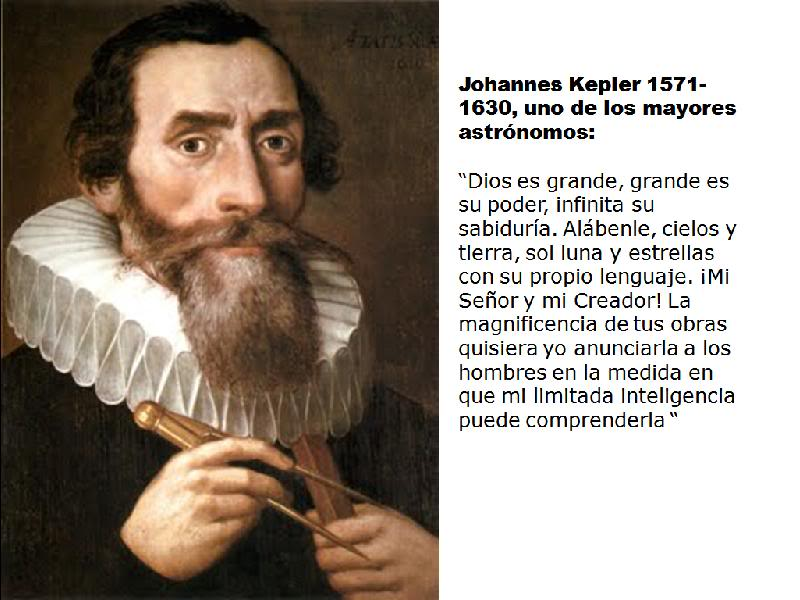 Johannes Kepler 1571-
1630, uno de los mayores
astrónomos:
“Dios es grande, grande es
su poder, infinita su
sabiduría. Alábenle, cielos y
tierra, sol luna y estrellas
con su propio lenguaje. ¡Mi
Señor y mi Creador! La
magnificencia de tus obras
quisiera yo anunciarla a los
hombres en la medida en
que mi limitada inteligencia
puede comprenderla “